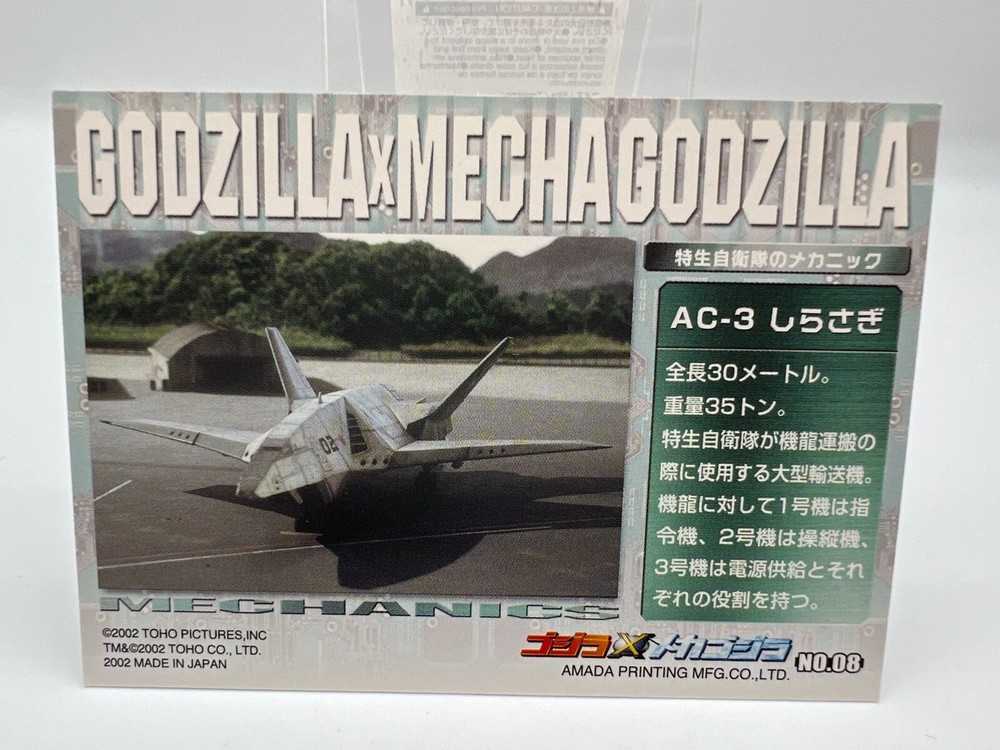 GODZILLA X MECHAGODZILLA
特生自衛隊のメカニック
AC-3 しらさぎ
全長30メートル。
重量35トン。
特生自衛隊が機龍運搬の
際に使用する大型輸送機。
機龍に対して1号機は指
令機、2号機は操縦機、
3号機は電源供給とそれ
ぞれの役割を持つ。
02
MECHANICS
©2002 TOHO PICTURES,INC
TM&©2002 TOHO CO., LTD.
2002 MADE IN JAPAN
ゴジラ×メカゴジラ
AMADA PRINTING MFG.CO.,LTD.
NO.08